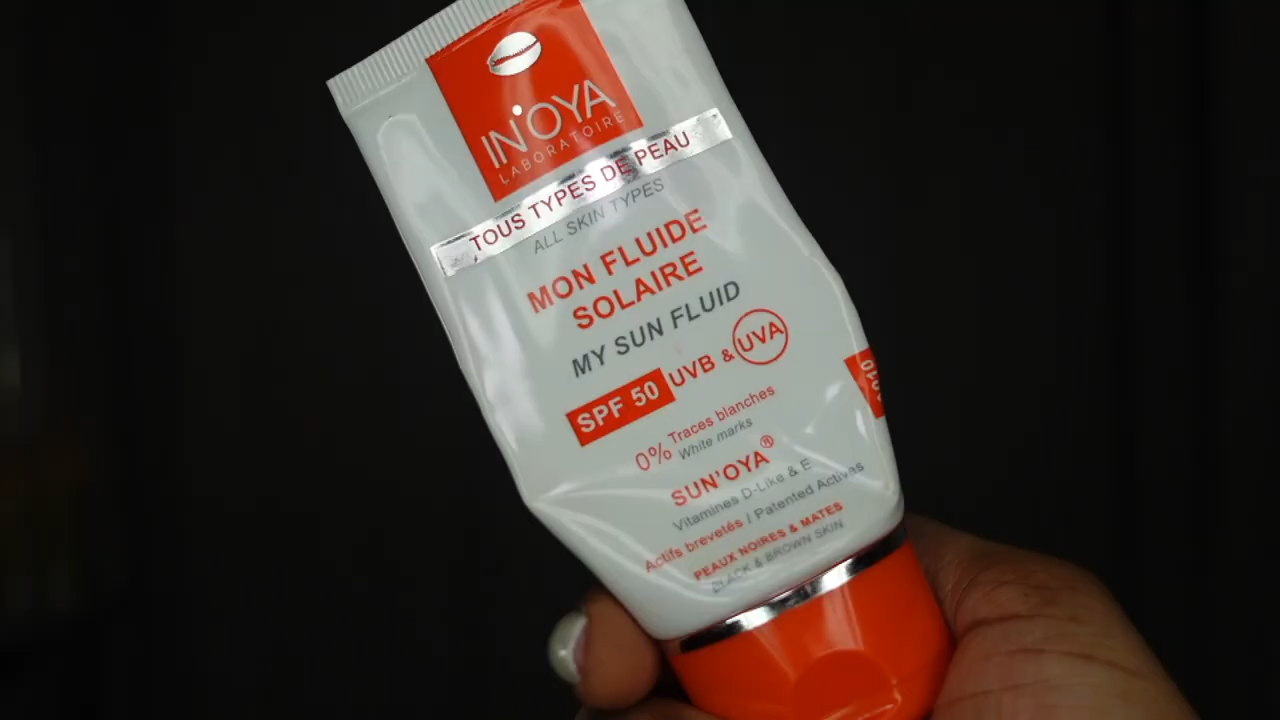 IN'OYA
LABORATOIRE
TOUS TYPES DE PEAU
ALL SKIN TYPES
MON FLUIDE
SOLAIRE
MY SUN FLUID
SPF 50 UVB & UVA
0% Traces blanches
White marks
SUN'OYA®
Vitamines D-Like & E
Actifs brevetés / Patented Actives
PEAUX NOIRES & MATES
BLACK & BROWN SKIN